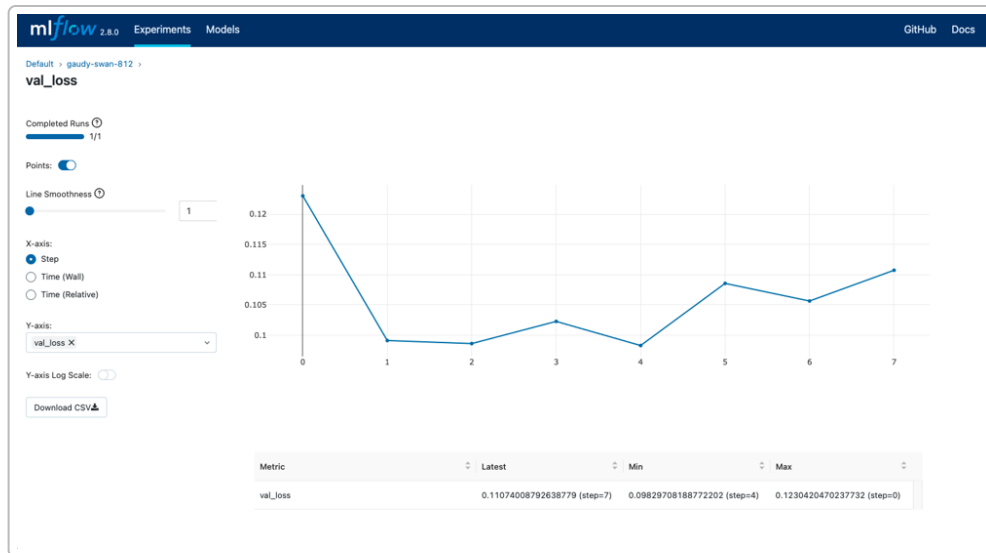 mlflow 2.8.0 Experiments Models GitHub Docs
Default › gaudy-swan-812 ›
val_loss
Completed Runs ?
1/1
Points:
Line Smoothness ?
1
X-axis:
Step
Time (Wall)
Time (Relative)
Y-axis:
val_loss ×
Y-axis Log Scale:
Download CSV
0.12
0.115
0.11
0.105
0.1
0 1 2 3 4 5 6 7
Metric Latest Min Max
val_loss 0.11074008792638779 (step=7) 0.09829708188772202 (step=4) 0.1230420470237732 (step=0)